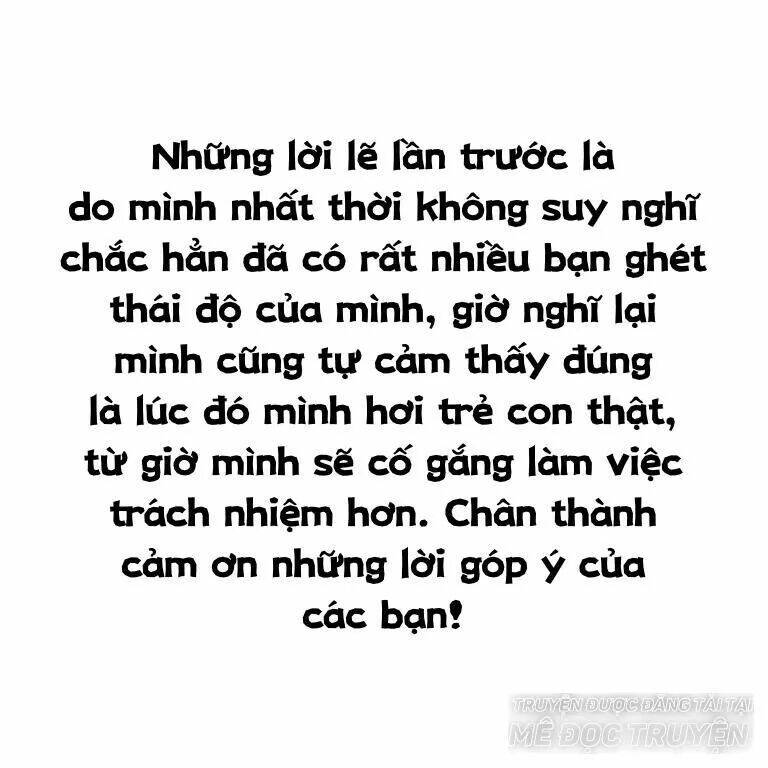 Những lời lẽ lần trước là
do mình nhất thời không suy nghĩ
chắc hẳn đã có rất nhiều bạn ghét
thái độ của mình, giờ nghĩ lại
mình cũng tự cảm thấy đúng
là lúc đó mình hơi trẻ con thật,
từ giờ mình sẽ cố gắng làm việc
trách nhiệm hơn. Chân thành
cảm ơn những lời góp ý của
các bạn!
TRUYỆN ĐƯỢC ĐĂNG TẢI TẠI
MÊ ĐỌC TRUYỆN